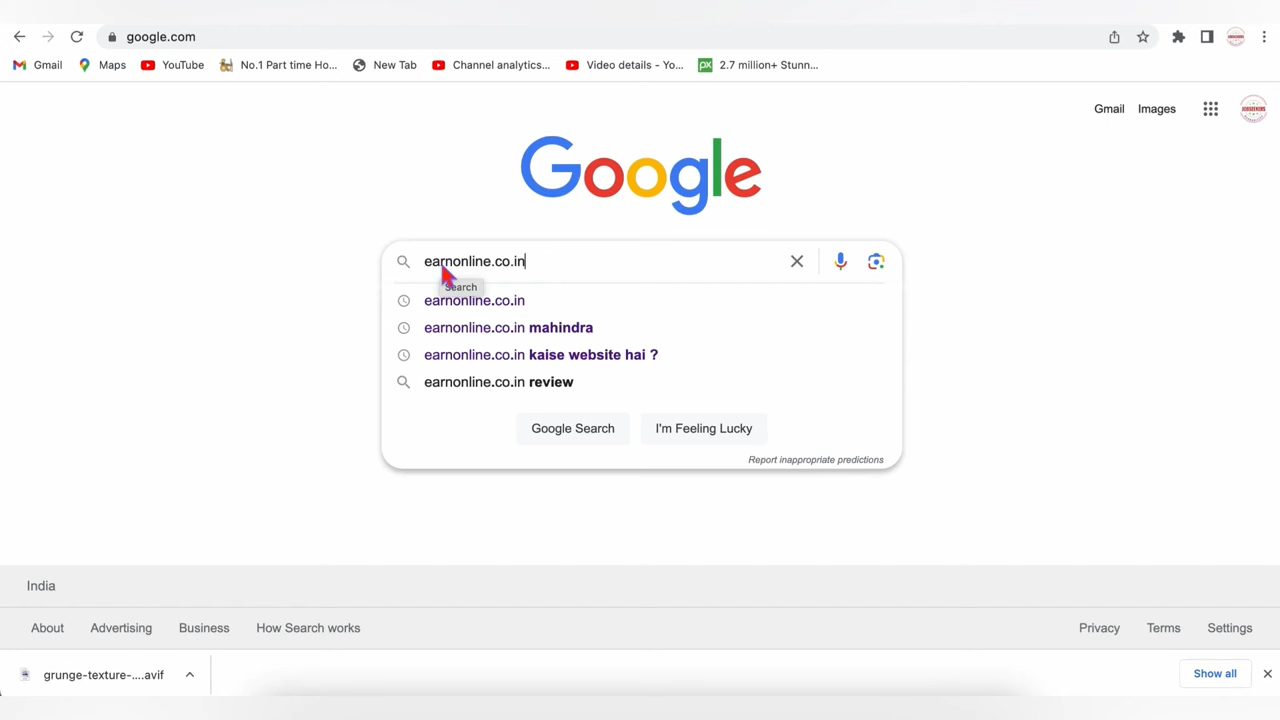 google.com
Gmail Maps YouTube No.1 Part time Ho... New Tab Channel analytics... Video details - Yo... 2.7 million+ Stunn...
Gmail Images
Google
earnonline.co.in
Search
earnonline.co.in
earnonline.co.in mahindra
earnonline.co.in kaise website hai ?
earnonline.co.in review
Google Search I'm Feeling Lucky
Report inappropriate predictions
India
About Advertising Business How Search works Privacy Terms Settings
grunge-texture-....avif Show all